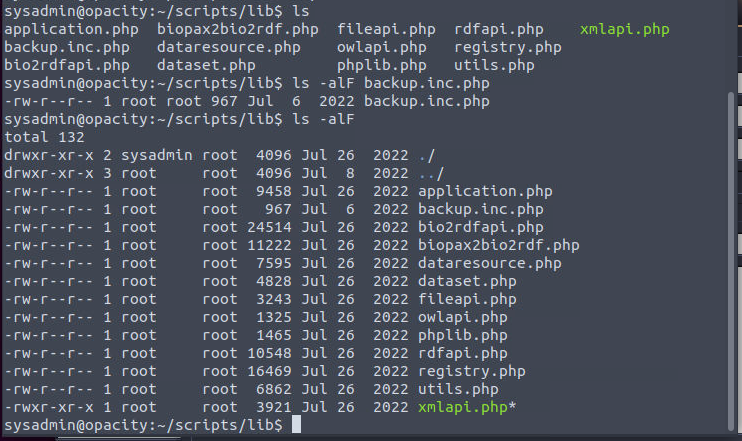 sysadmin@opacity:~/scripts/lib$ ls
application.php  biopax2bio2rdf.php  fileapi.php  rdfapi.php    xmlapi.php
backup.inc.php   dataresource.php    owlapi.php   registry.php
bio2rdfapi.php   dataset.php         phplib.php   utils.php
sysadmin@opacity:~/scripts/lib$ ls -alF backup.inc.php
-rw-r--r-- 1 root root 967 Jul  6  2022 backup.inc.php
sysadmin@opacity:~/scripts/lib$ ls -alF
total 132
drwxr-xr-x 2 sysadmin root  4096 Jul 26  2022 ./
drwxr-xr-x 3 root     root  4096 Jul  8  2022 ../
-rw-r--r-- 1 root     root  9458 Jul 26  2022 application.php
-rw-r--r-- 1 root     root   967 Jul  6  2022 backup.inc.php
-rw-r--r-- 1 root     root 24514 Jul 26  2022 bio2rdfapi.php
-rw-r--r-- 1 root     root 11222 Jul 26  2022 biopax2bio2rdf.php
-rw-r--r-- 1 root     root  7595 Jul 26  2022 dataresource.php
-rw-r--r-- 1 root     root  4828 Jul 26  2022 dataset.php
-rw-r--r-- 1 root     root  3243 Jul 26  2022 fileapi.php
-rw-r--r-- 1 root     root  1325 Jul 26  2022 owlapi.php
-rw-r--r-- 1 root     root  1465 Jul 26  2022 phplib.php
-rw-r--r-- 1 root     root 10548 Jul 26  2022 rdfapi.php
-rw-r--r-- 1 root     root 16469 Jul 26  2022 registry.php
-rw-r--r-- 1 root     root  6862 Jul 26  2022 utils.php
-rwxr-xr-x 1 root     root  3921 Jul 26  2022 xmlapi.php*
sysadmin@opacity:~/scripts/lib$